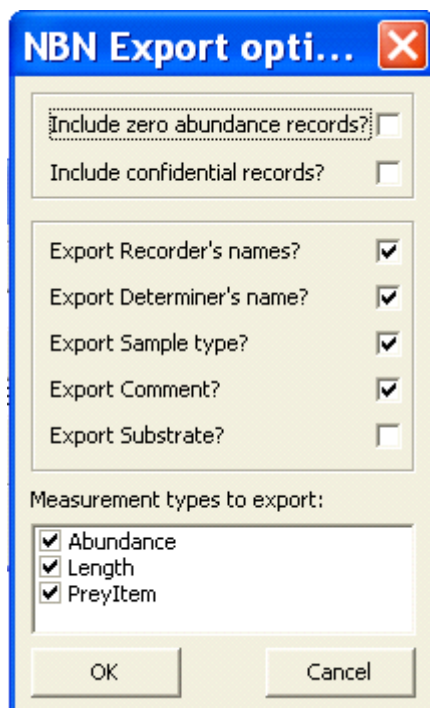 NBN Export opti...
Include zero abundance records?
Include confidential records?
Export Recorder's names?
Export Determiner's name?
Export Sample type?
Export Comment?
Export Substrate?
Measurement types to export:
Abundance
Length
PreyItem
OK Cancel